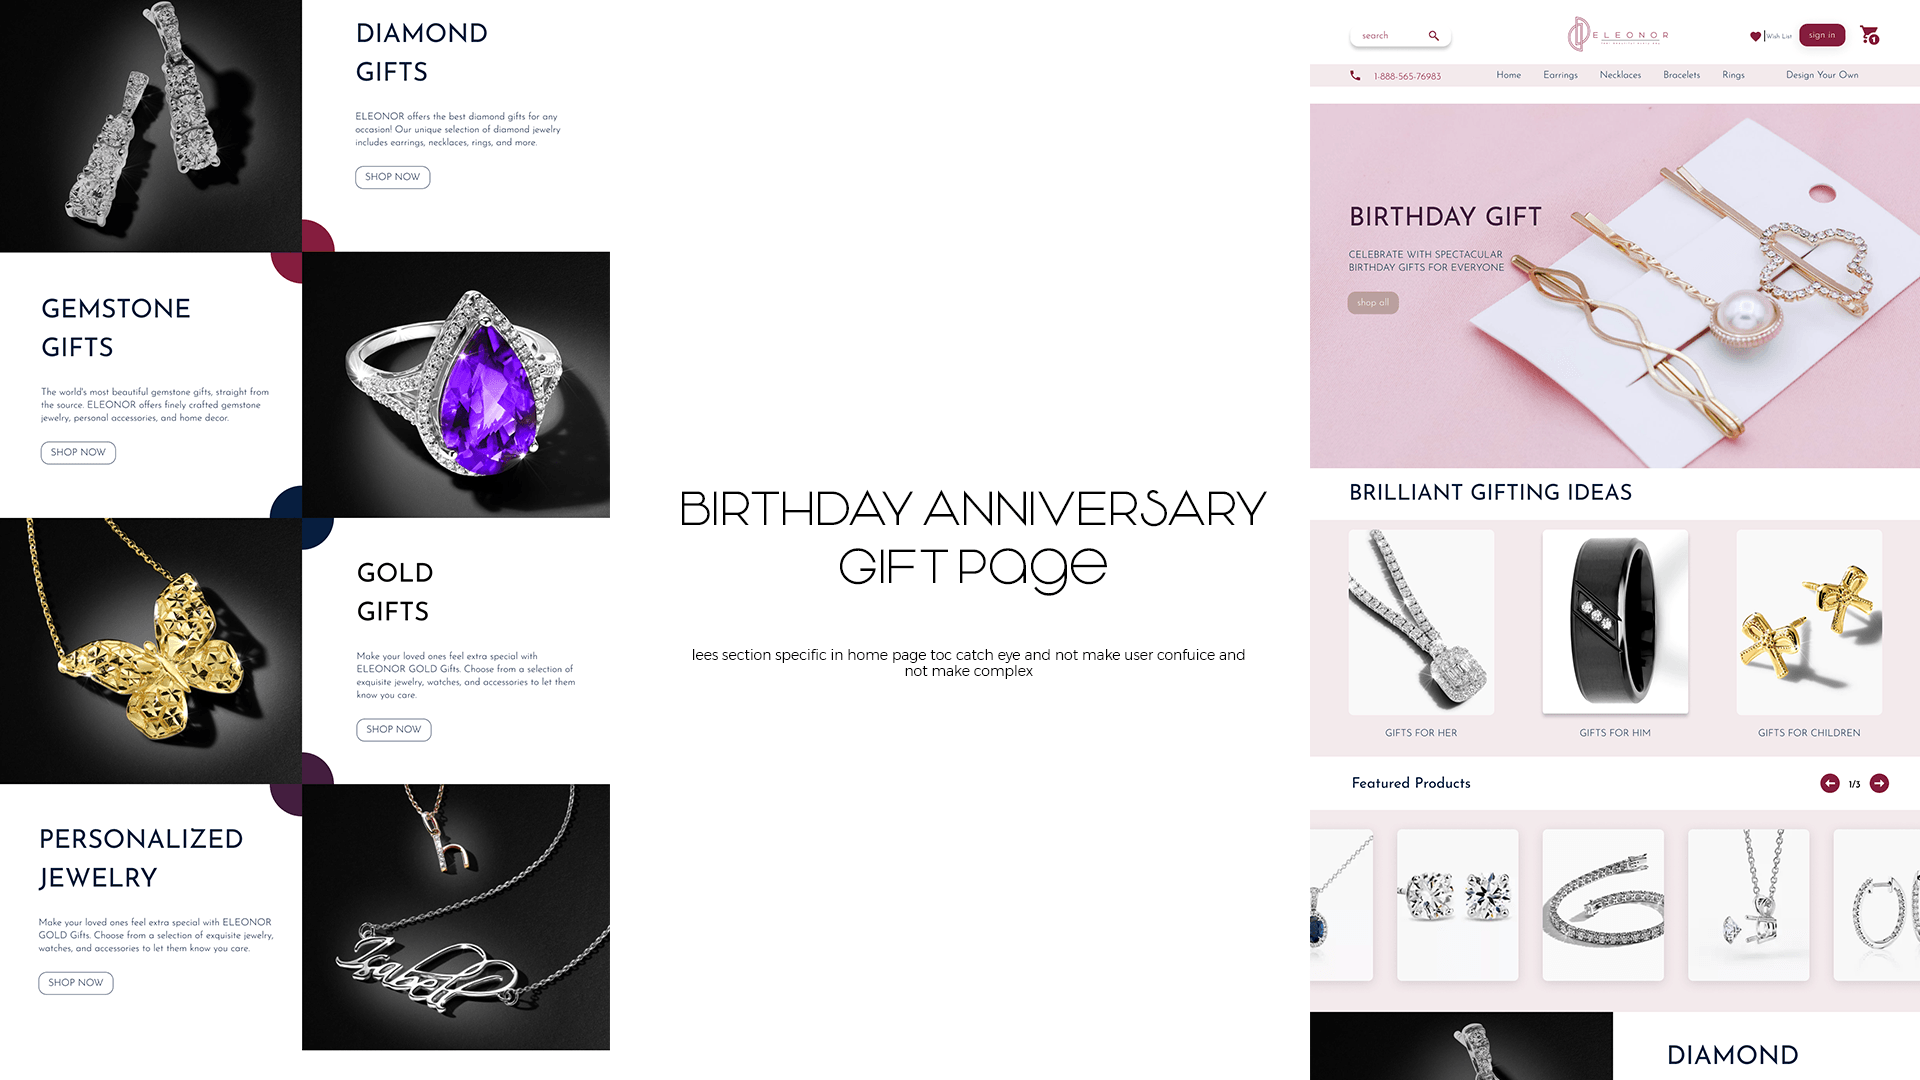 DIAMOND
GIFTS
ELEONOR offers the best diamond gifts for any
occasion! Our unique selection of diamond jewelry
includes earrings, necklaces, rings, and more.
SHOP NOW
GEMSTONE
GIFTS
The world's most beautiful gemstone gifts, straight from
the source. ELEONOR offers finely crafted gemstone
jewelry, personal accessories, and home decor.
SHOP NOW
GOLD
GIFTS
Make your loved ones feel extra special with
ELEONOR GOLD Gifts. Choose from a selection of
exquisite jewelry, watches, and accessories to let them
know you care.
SHOP NOW
PERSONALIZED
JEWELRY
Make your loved ones feel extra special with ELEONOR
GOLD Gifts. Choose from a selection of exquisite jewelry,
watches, and accessories to let them know you care.
SHOP NOW
h
Isabell
BIRTHDAY ANNIVERSARY
GIFT Page
lees section specific in home page toc catch eye and not make user confuice and
not make complex
search
ELEONOR
Wish List
sign in
1
1-888-565-76983
Home Earrings Necklaces Bracelets Rings Design Your Own
BIRTHDAY GIFT
CELEBRATE WITH SPECTACULAR
BIRTHDAY GIFTS FOR EVERYONE
shop all
BRILLIANT GIFTING IDEAS
GIFTS FOR HER
GIFTS FOR HIM
GIFTS FOR CHILDREN
Featured Products
1/3
DIAMOND